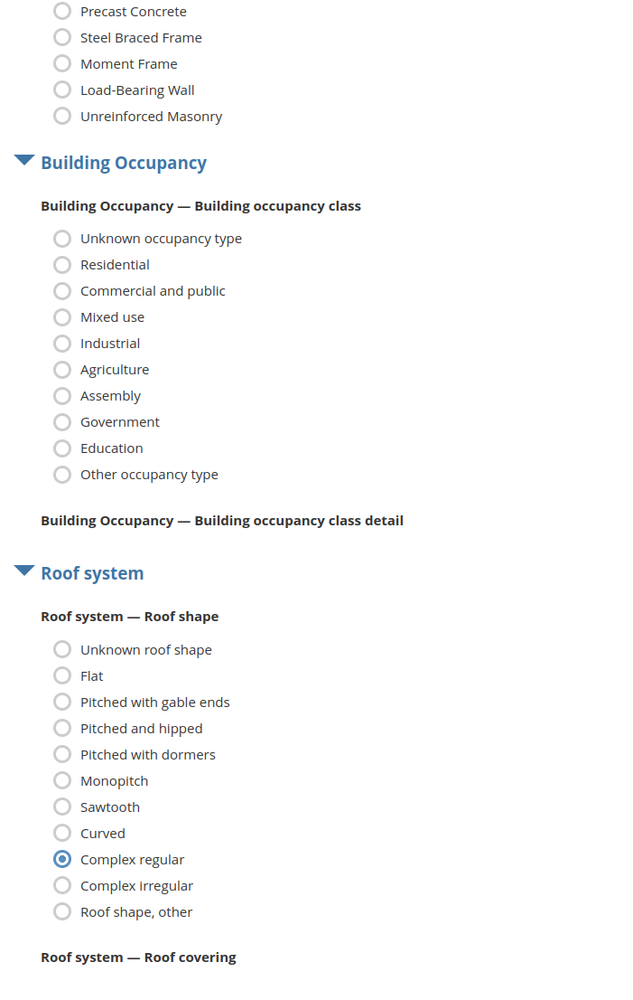 Precast Concrete
Steel Braced Frame
Moment Frame
Load-Bearing Wall
Unreinforced Masonry
Building Occupancy
Building Occupancy — Building occupancy class
Unknown occupancy type
Residential
Commercial and public
Mixed use
Industrial
Agriculture
Assembly
Government
Education
Other occupancy type
Building Occupancy — Building occupancy class detail
Roof system
Roof system — Roof shape
Unknown roof shape
Flat
Pitched with gable ends
Pitched and hipped
Pitched with dormers
Monopitch
Sawtooth
Curved
Complex regular
Complex irregular
Roof shape, other
Roof system — Roof covering